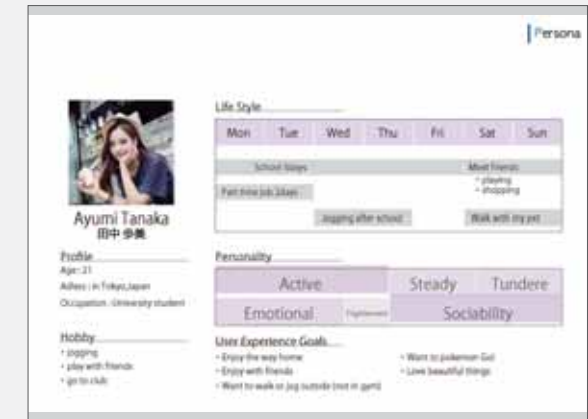 Persona
Life Style
Mon Tue Wed Thu Fri Sat Sun
School 5days Meet friends
・playing
・shopping
Part time job 2days
Jogging after school Walk with my pet
Ayumi Tanaka
田中 歩美
Profile
Age : 21
Adless : in Tokyo,Japan
Occupation : University student
Hobby
・jogging
・play with friends
・go to club
Personality
Active Steady Tundere
Emotional Sociability
User Experience Goals
・Enjoy the way home
・Enjoy with friends
・Want to walk or jog outside (not in gym)
・Want to pokemon Go!
・Love beautiful things